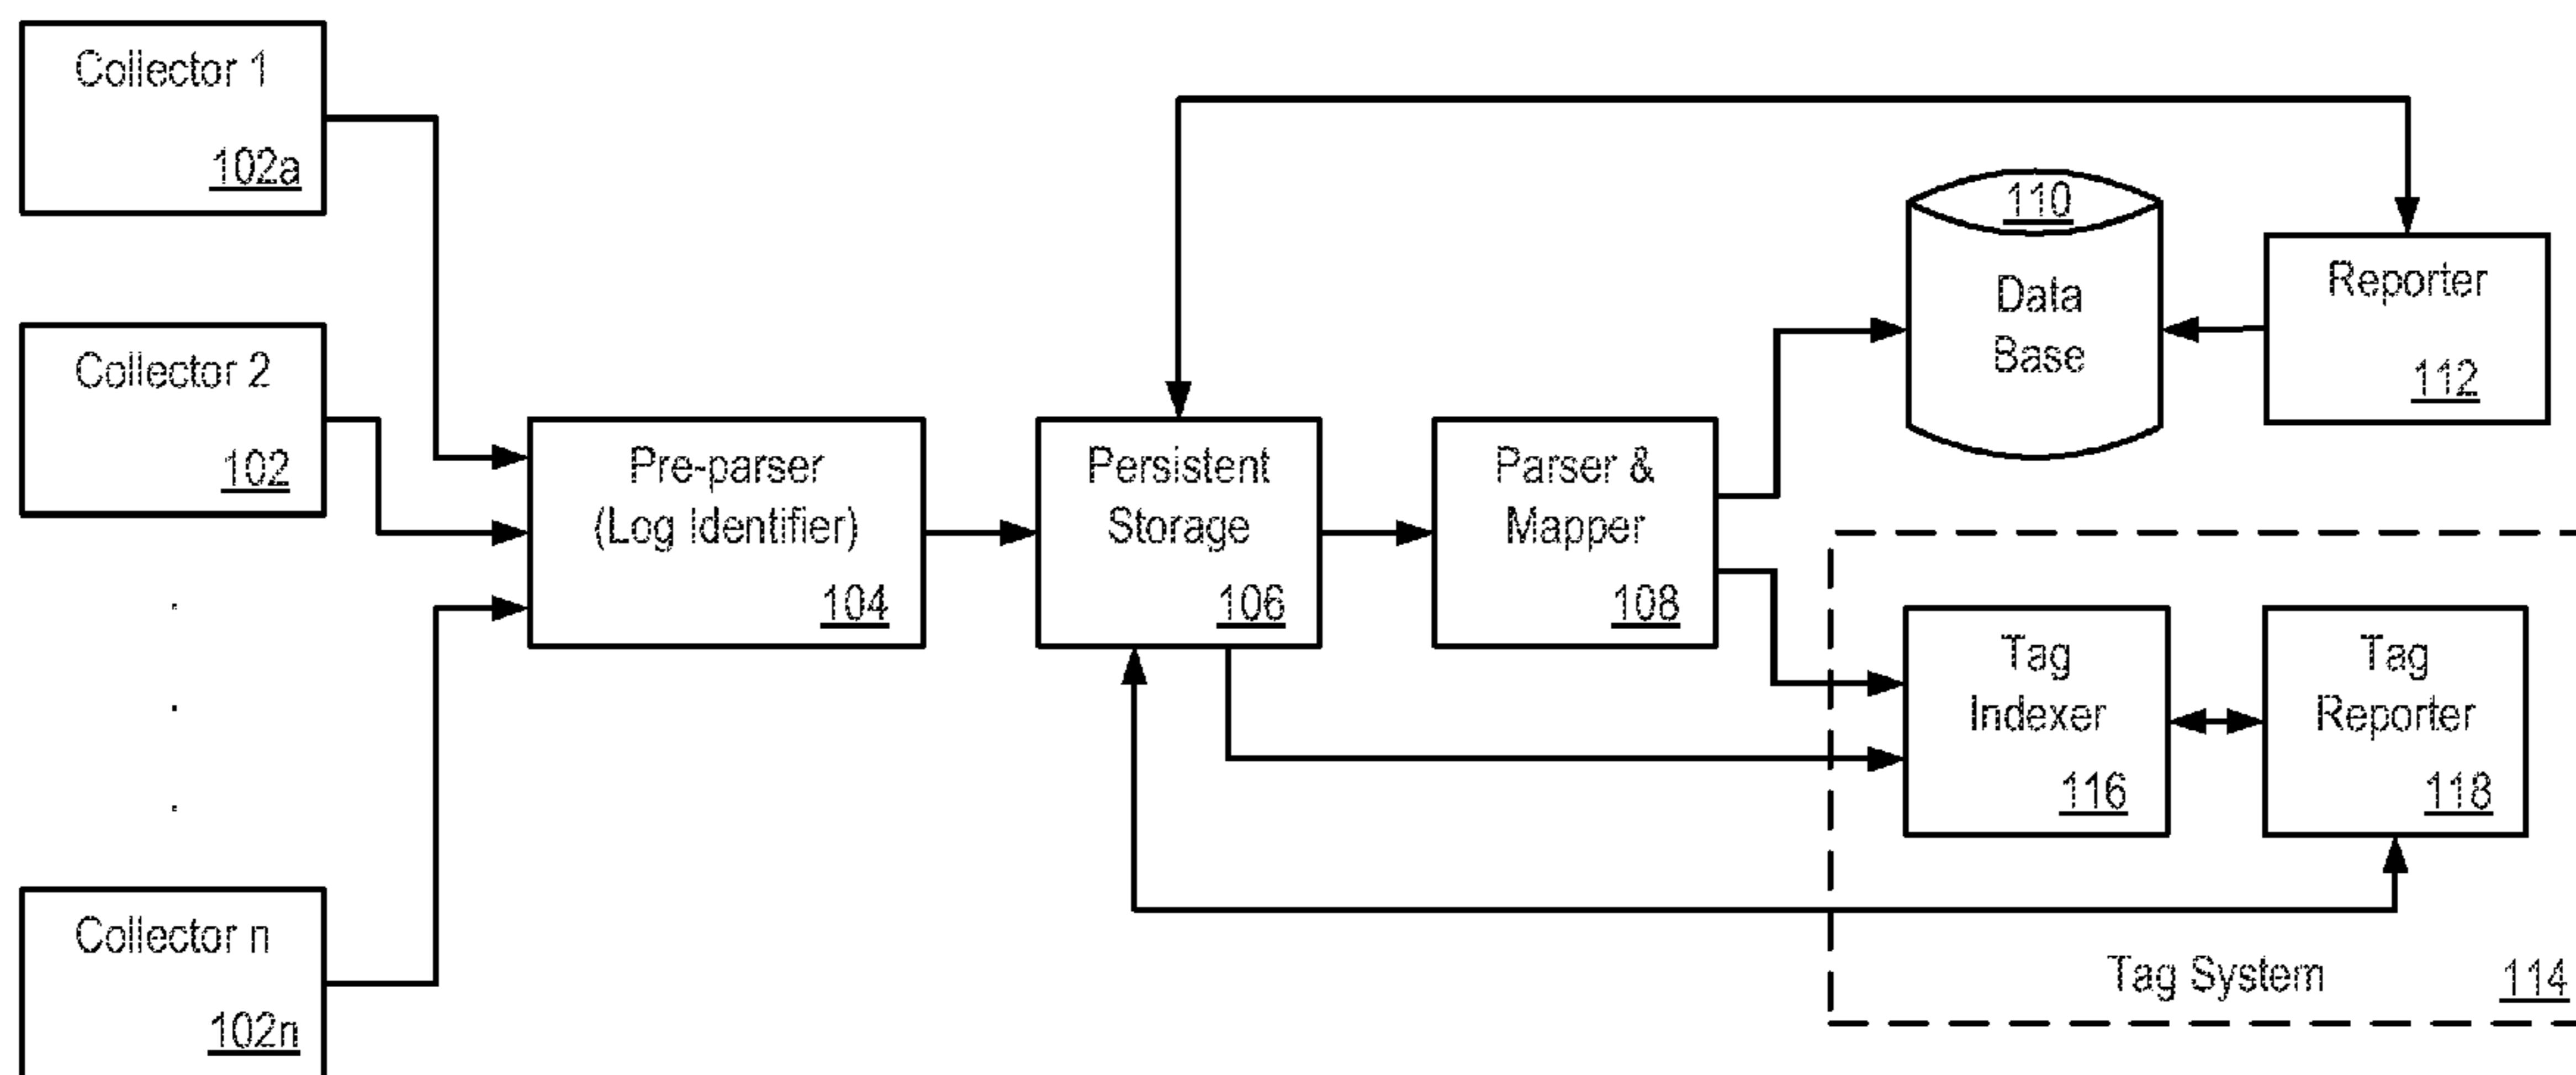 Collector 1
102a
Collector 2
102
.
.
.
Collector n
102n
Pre-parser
(Log Identifier)
104
Persistent
Storage
106
Parser &
Mapper
108
110
Data
Base
Reporter
112
Tag
Indexer
116
Tag
Reporter
118
Tag System
114